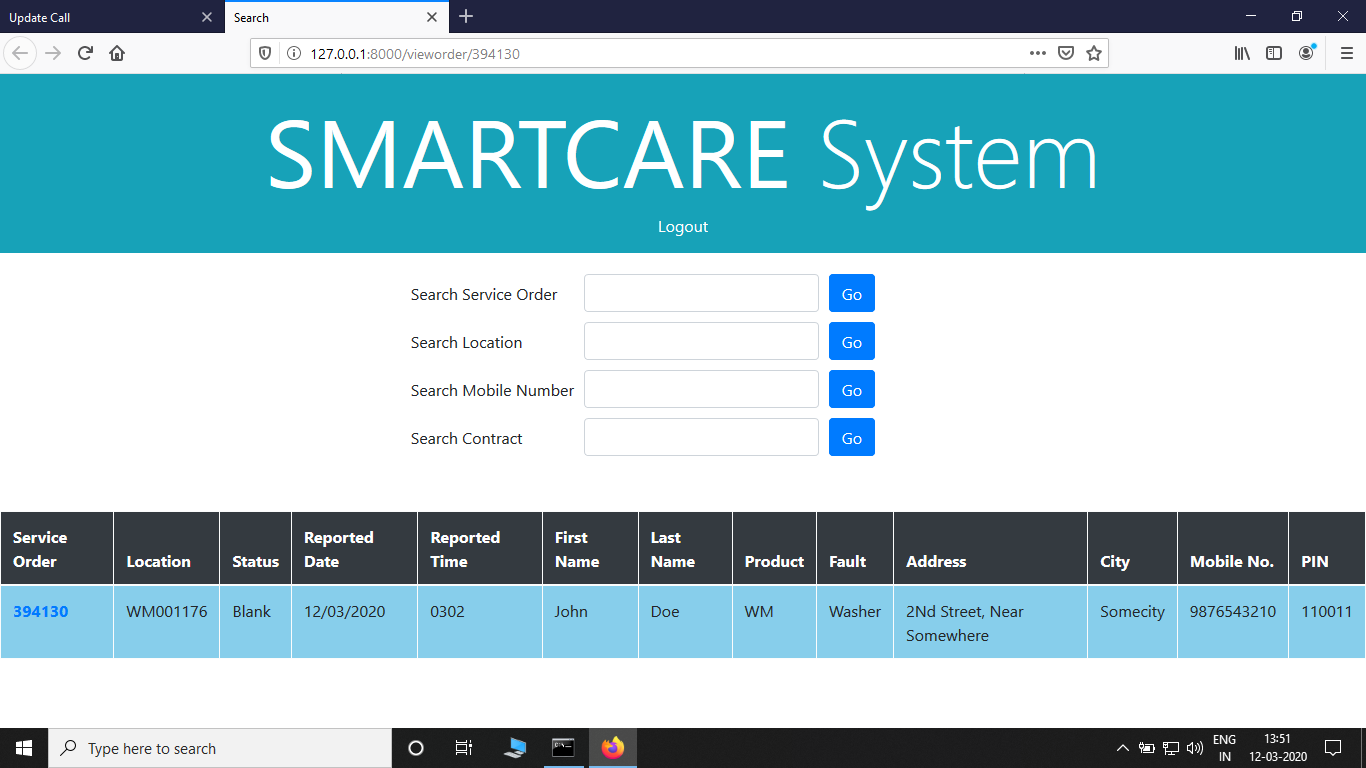 Update Call
Search
127.0.0.1:8000/vieworder/394130
SMARTCARE System
Logout
Search Service Order Go
Search Location Go
Search Mobile Number Go
Search Contract Go
Service Order Location Status Reported Date Reported Time First Name Last Name Product Fault Address City Mobile No. PIN
394130 WM001176 Blank 12/03/2020 0302 John Doe WM Washer 2Nd Street, Near Somecity 9876543210 110011
Somewhere
Type here to search
ENG 13:51
IN 12-03-2020